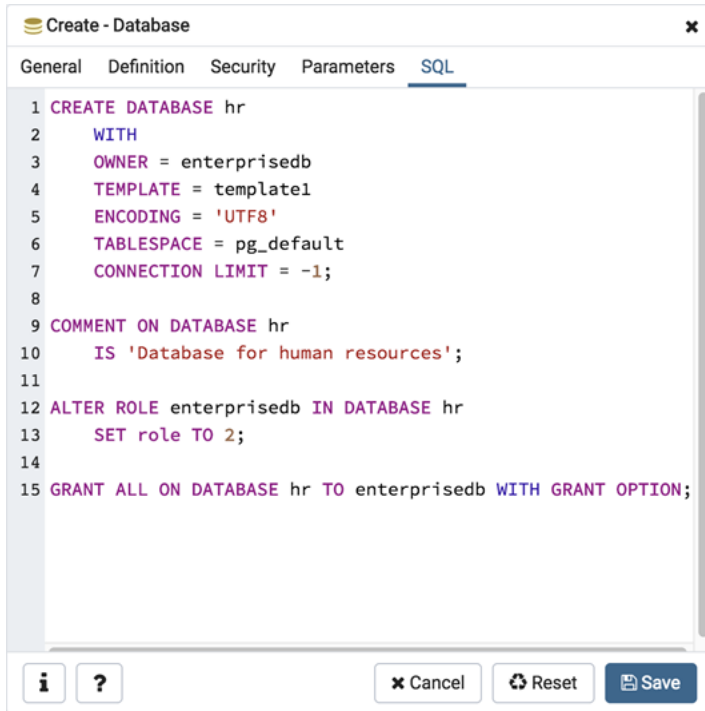 Create - Database
General Definition Security Parameters SQL
1 CREATE DATABASE hr
2 WITH
3 OWNER = enterprisedb
4 TEMPLATE = template1
5 ENCODING = 'UTF8'
6 TABLESPACE = pg_default
7 CONNECTION LIMIT = -1;
8
9 COMMENT ON DATABASE hr
10 IS 'Database for human resources';
11
12 ALTER ROLE enterprisedb IN DATABASE hr
13 SET role TO 2;
14
15 GRANT ALL ON DATABASE hr TO enterprisedb WITH GRANT OPTION;
i ? Cancel Reset Save